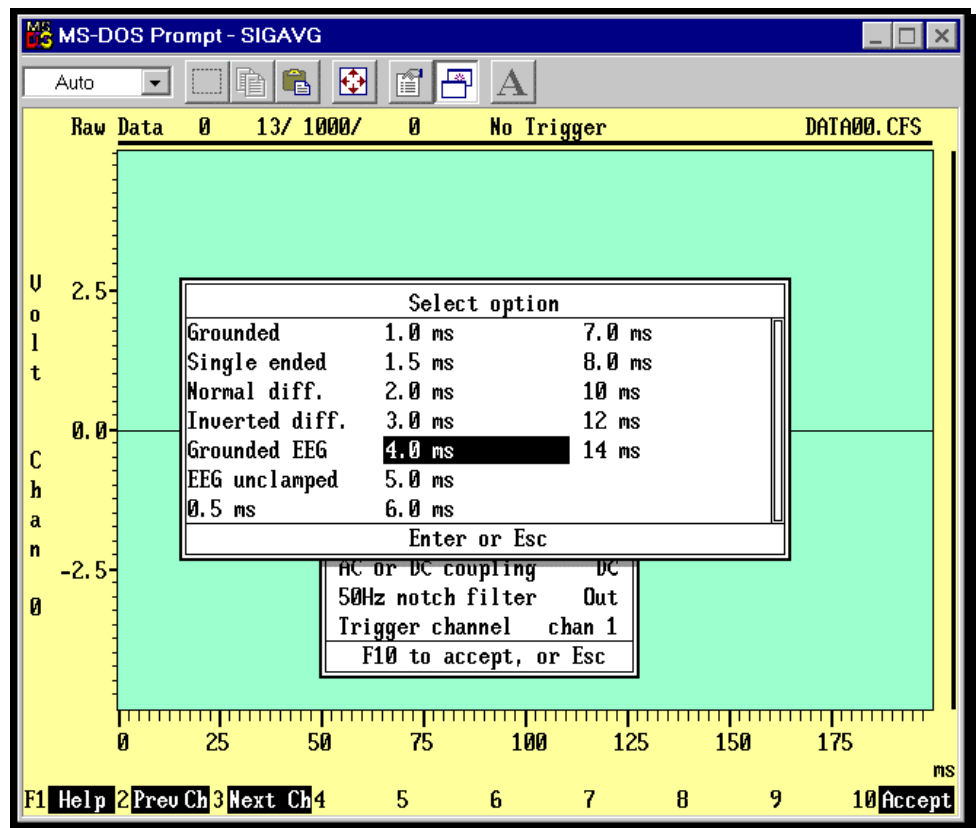 MS-DOS Prompt - SIGAVG
Auto
Raw Data 0 13/ 1000/ 0 No Trigger DATA00.CFS
Volt Chan 0
2.5
0.0
-2.5
Select option
Grounded 1.0 ms 7.0 ms
Single ended 1.5 ms 8.0 ms
Normal diff. 2.0 ms 10 ms
Inverted diff. 3.0 ms 12 ms
Grounded EEG 4.0 ms 14 ms
EEG unclamped 5.0 ms
0.5 ms 6.0 ms
Enter or Esc
AC or DC coupling DC
50Hz notch filter Out
Trigger channel chan 1
F10 to accept, or Esc
0 25 50 75 100 125 150 175
ms
F1 Help 2 Prev Ch 3 Next Ch 4 5 6 7 8 9 10 Accept